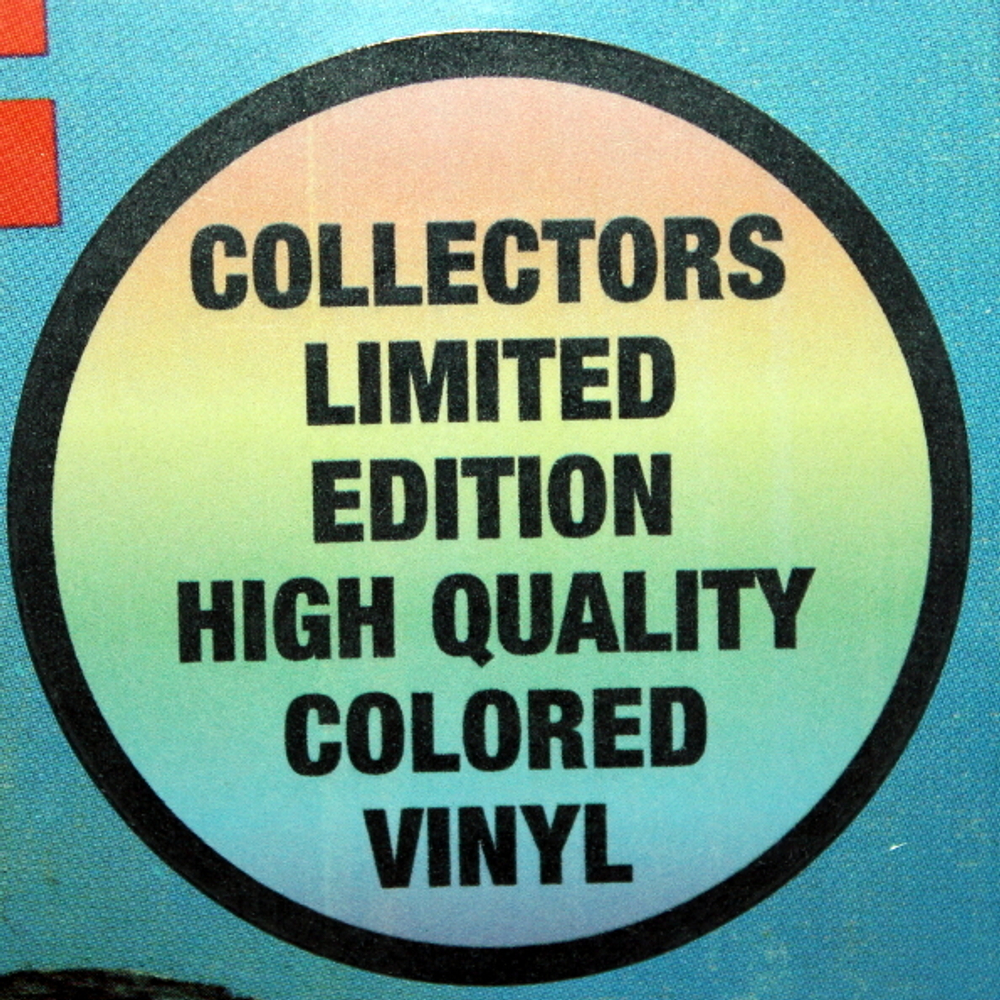 COLLECTORS
LIMITED
EDITION
HIGH QUALITY
COLORED
VINYL